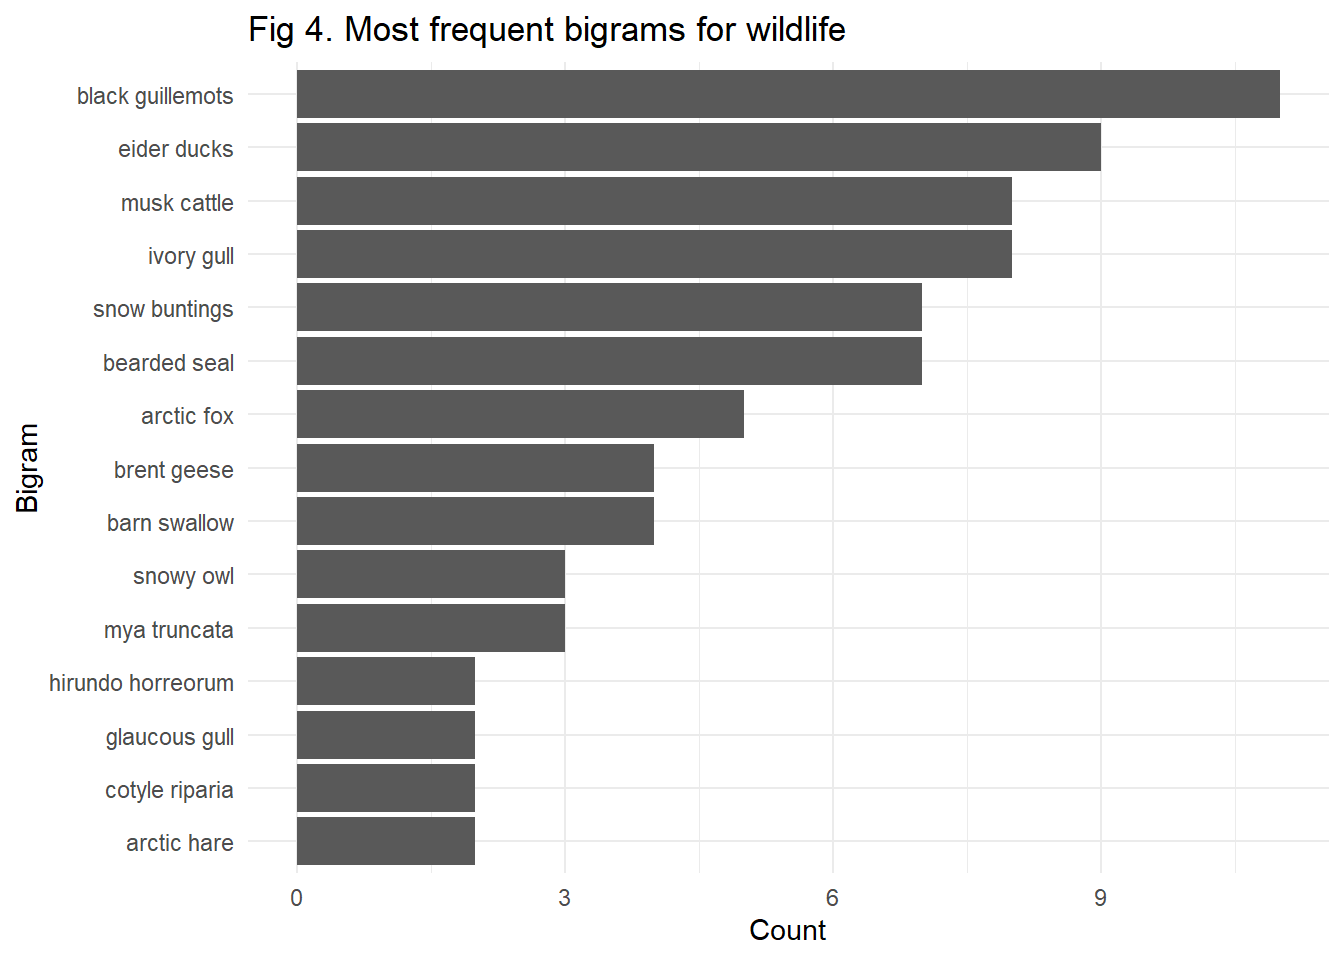 Fig 4. Most frequent bigrams for wildlife
black guillemots
eider ducks
musk cattle
ivory gull
snow buntings
bearded seal
arctic fox
brent geese
barn swallow
snowy owl
mya truncata
hirundo horreorum
glaucous gull
cotyle riparia
arctic hare
Bigram
0 3 6 9
Count